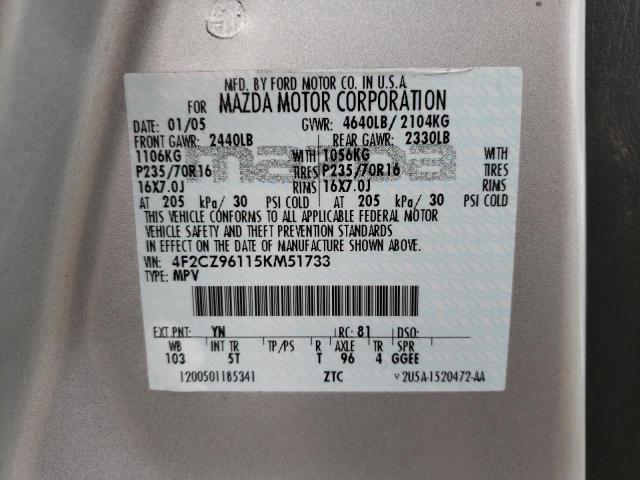 MFD. BY FORD MOTOR CO. IN U.S.A.
FOR MAZDA MOTOR CORPORATION
DATE: 01/05 GVWR: 4640LB/ 2104KG
FRONT GAWR: 2440LB REAR GAWR: 2330LB
1106KG WITH 1056KG WITH
P235/70R16 TIRES P235/70R16 TIRES
16X7.0J RIMS 16X7.0J RIMS
AT 205 kPa/ 30 PSI COLD AT 205 kPa/ 30 PSI COLD
mazda
THIS VEHICLE CONFORMS TO ALL APPLICABLE FEDERAL MOTOR
VEHICLE SAFETY AND THEFT PREVENTION STANDARDS
IN EFFECT ON THE DATE OF MANUFACTURE SHOWN ABOVE.
VIN: 4F2CZ96115KM51733
TYPE: MPV
EXT PNT: YN RC: 81 DSO:
WB INT TR TP/PS R AXLE TR SPR
103 5T T 96 4 GGEE
1200501185341 ZTC v 2U5A-1520472-AA